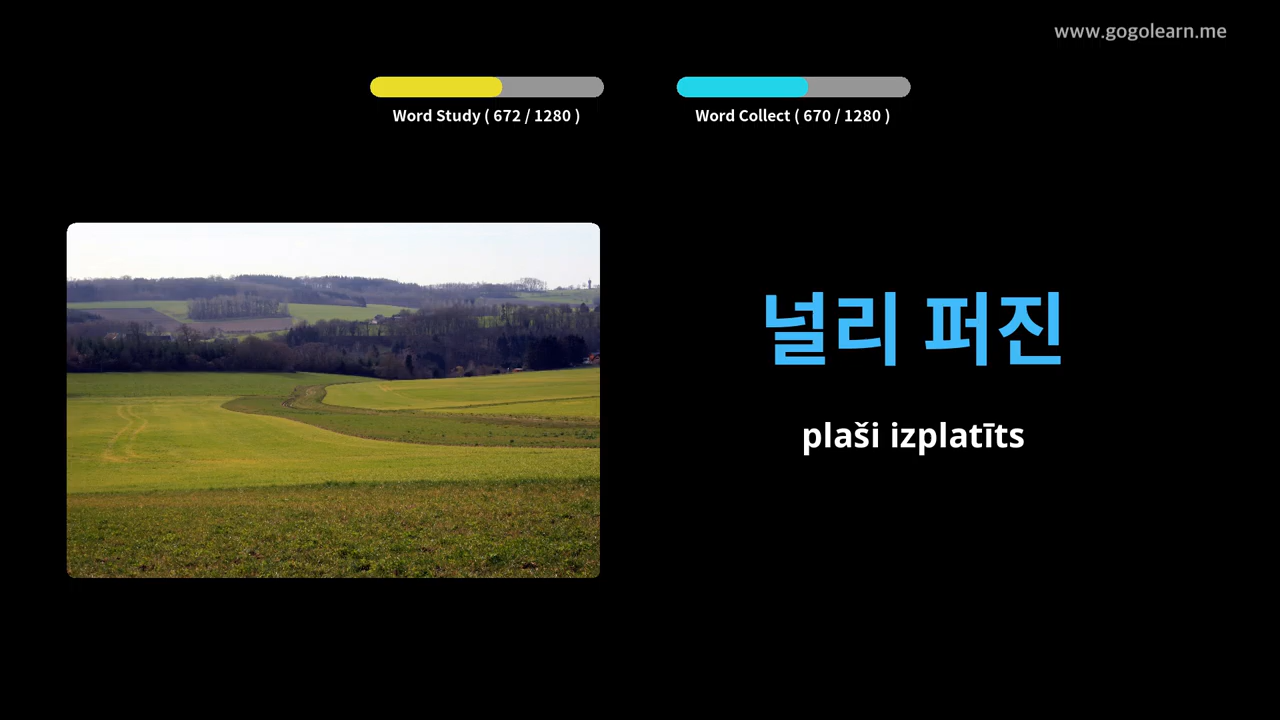 www.gogolearn.me
Word Study ( 672 / 1280 )
Word Collect ( 670 / 1280 )
널리 퍼진
plaši izplatīts